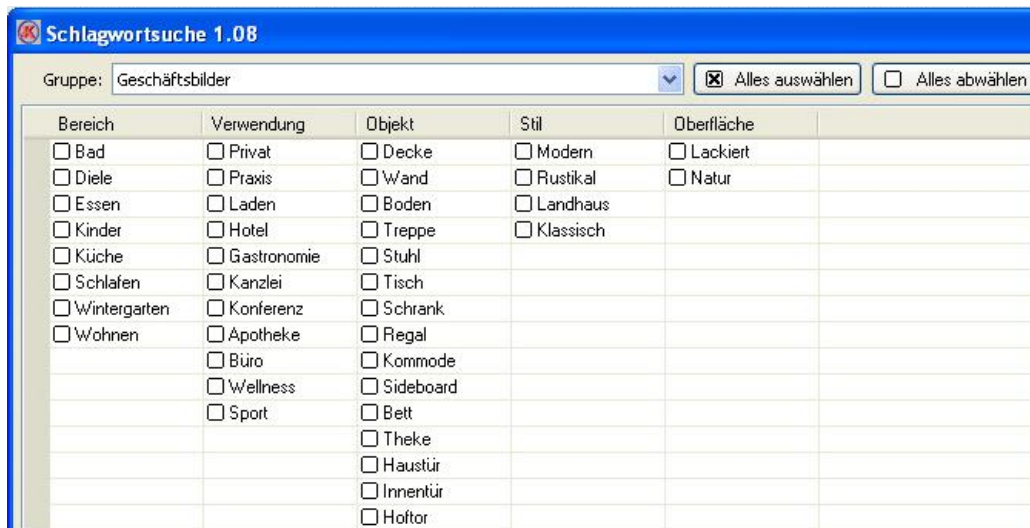 Schlagwortsuche 1.08
Gruppe: Geschäftsbilder Alles auswählen Alles abwählen
Bereich Verwendung Objekt Stil Oberfläche
Bad Privat Decke Modern Lackiert
Diele Praxis Wand Rustikal Natur
Essen Laden Boden Landhaus
Kinder Hotel Treppe Klassisch
Küche Gastronomie Stuhl
Schlafen Kanzlei Tisch
Wintergarten Konferenz Schrank
Wohnen Apotheke Regal
Büro Kommode
Wellness Sideboard
Sport Bett
Theke
Haustür
Innentür
Hoftor